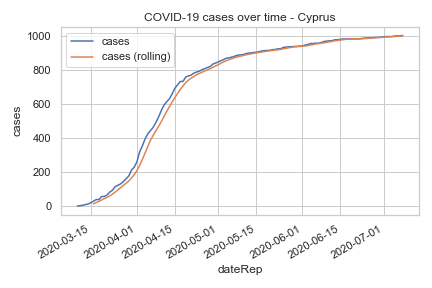 COVID-19 cases over time - Cyprus
cases
cases (rolling)
1000
800
600
400
200
0
cases
2020-03-15
2020-04-01
2020-04-15
2020-05-01
2020-05-15
2020-06-01
2020-06-15
2020-07-01
dateRep